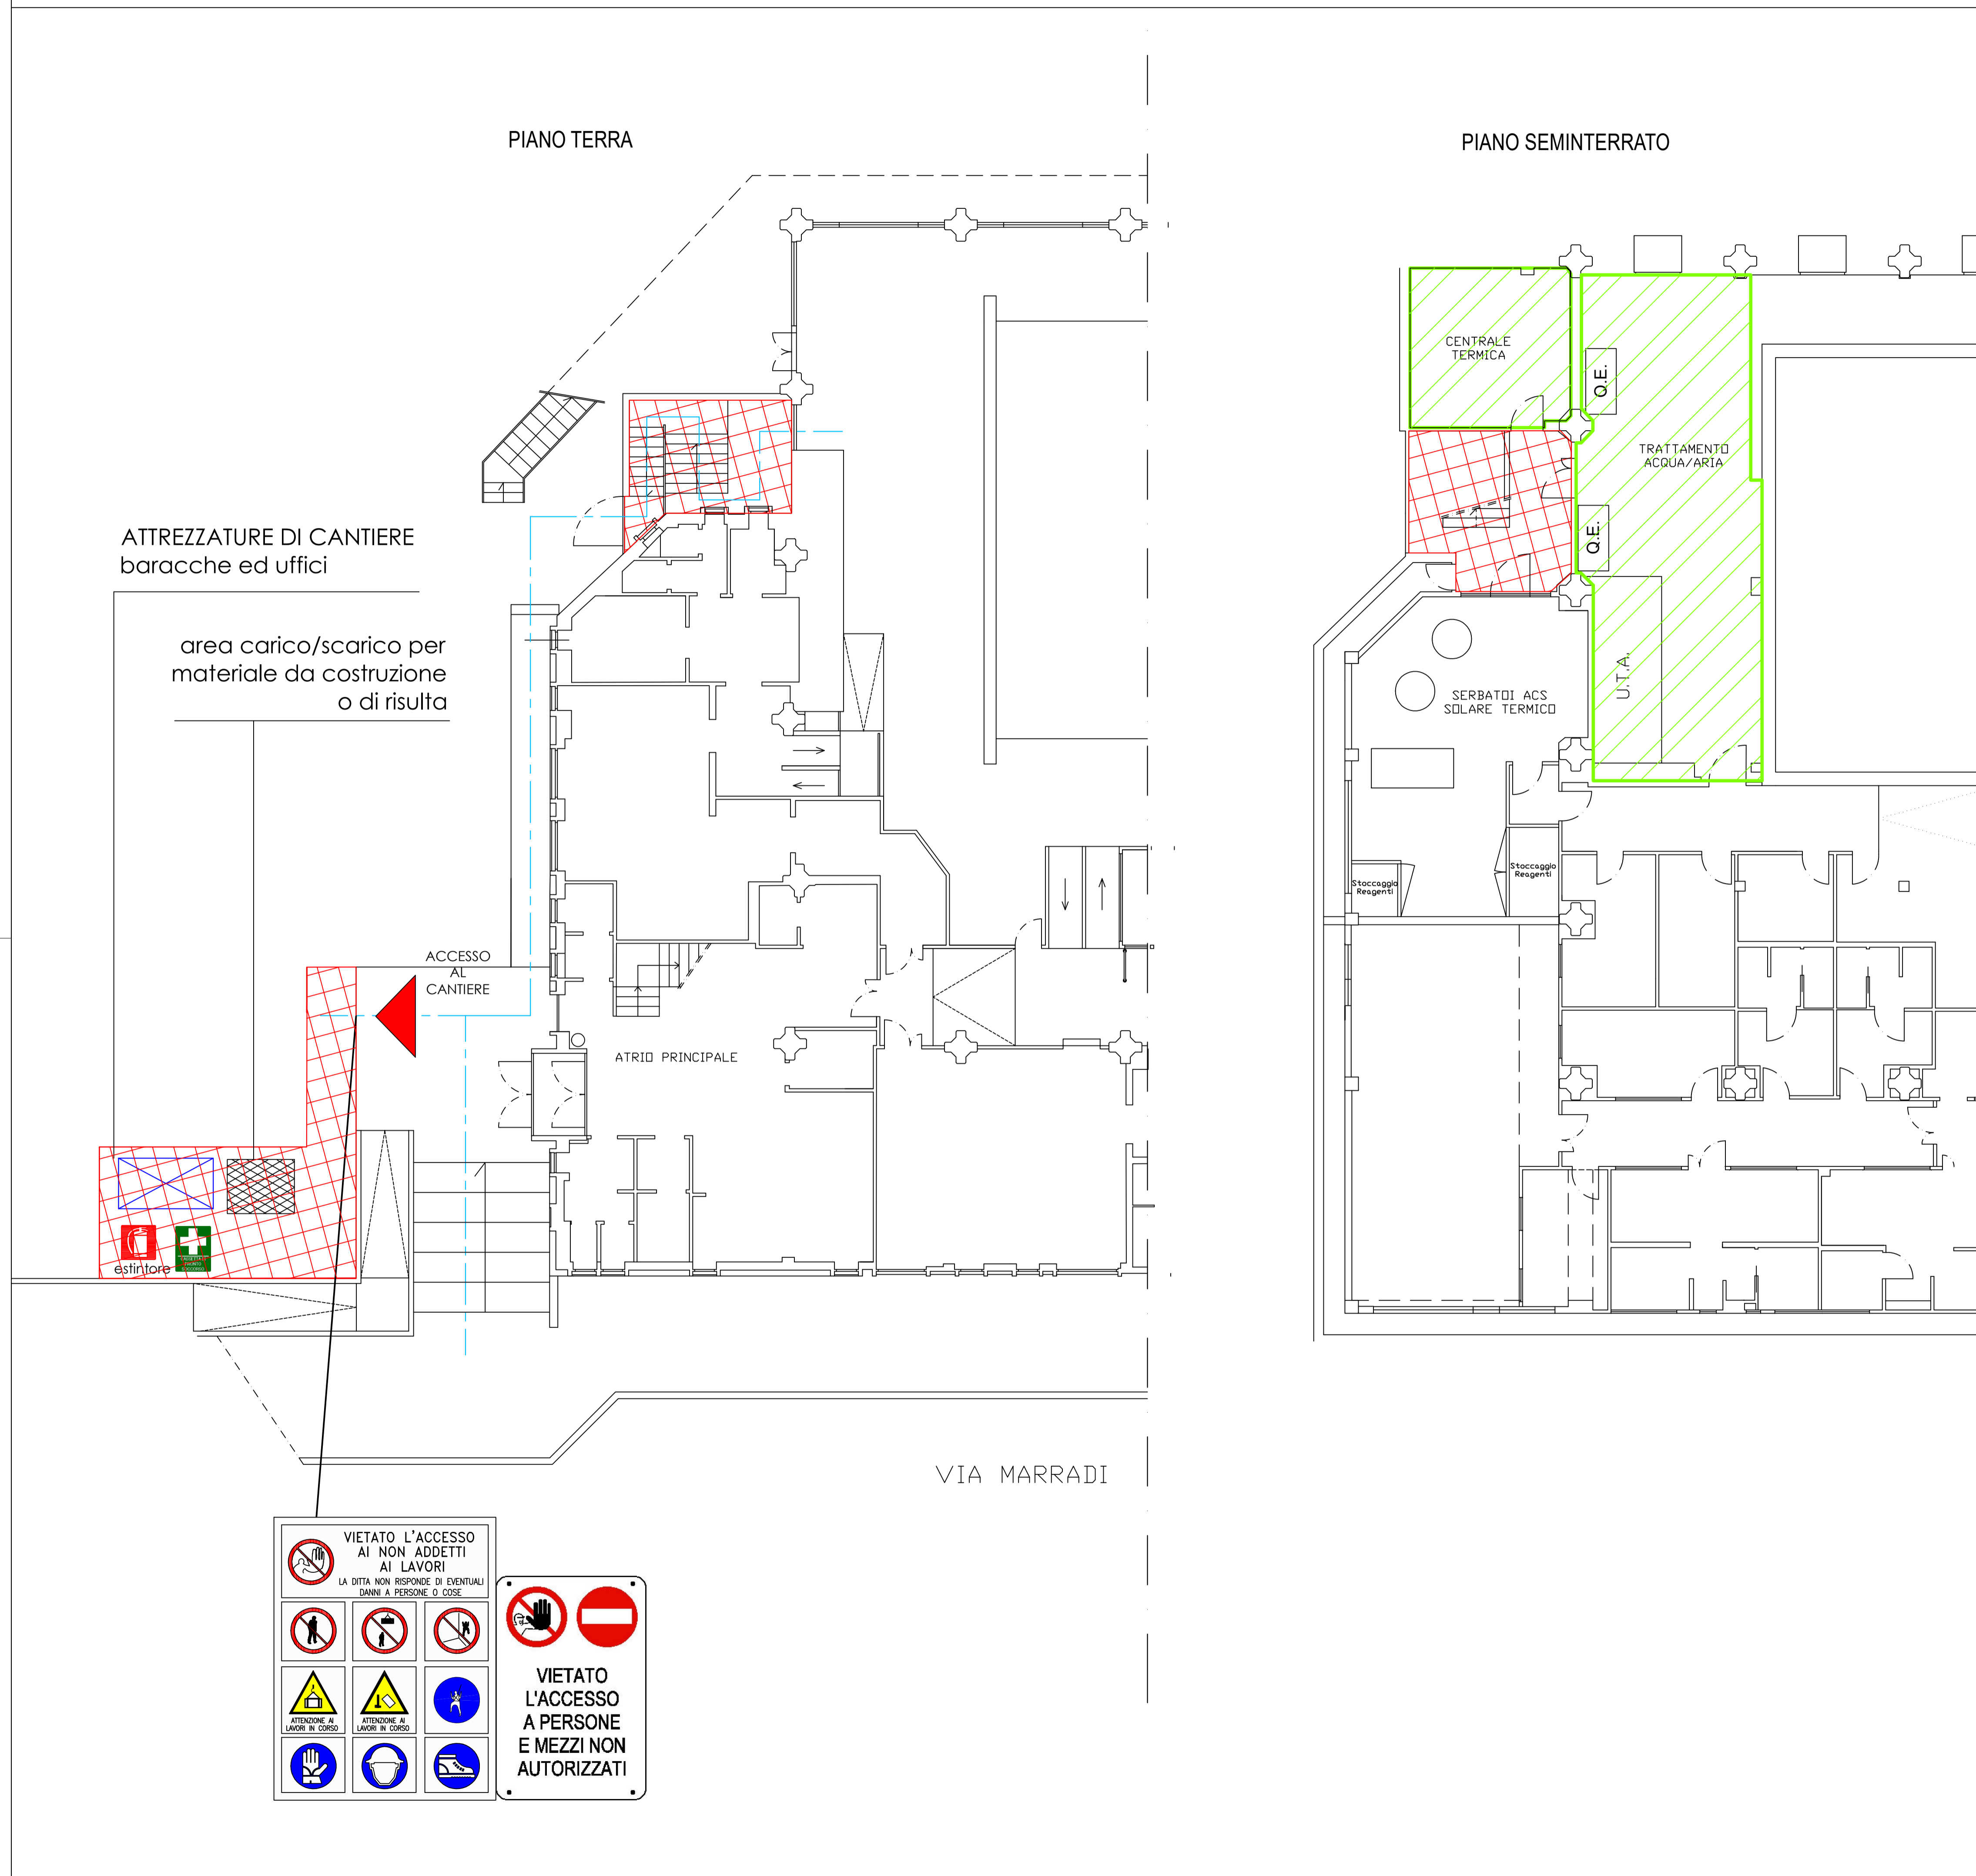 PIANO TERRA
PIANO SEMINTERRATO
CENTRALE
TERMICA
Q.E.
TRATTAMENTO
ACQUA/ARIA
Q.E.
U.T.A.
SERBATOI ACS
SOLARE TERMICO
Stoccaggio
Reagenti
Stoccaggio
Reagenti
ATTREZZATURE DI CANTIERE
baracche ed uffici
area carico/scarico per
materiale da costruzione
o di risulta
ACCESSO
AL
CANTIERE
ATRIO PRINCIPALE
estintore
VIA MARRADI
VIETATO L'ACCESSO
AI NON ADDETTI
AI LAVORI
LA DITTA NON RISPONDE DI EVENTUALI
DANNI A PERSONE O COSE
ATTENZIONE AI
LAVORI IN CORSO
ATTENZIONE AI
LAVORI IN CORSO
VIETATO
L'ACCESSO
A PERSONE
E MEZZI NON
AUTORIZZATI